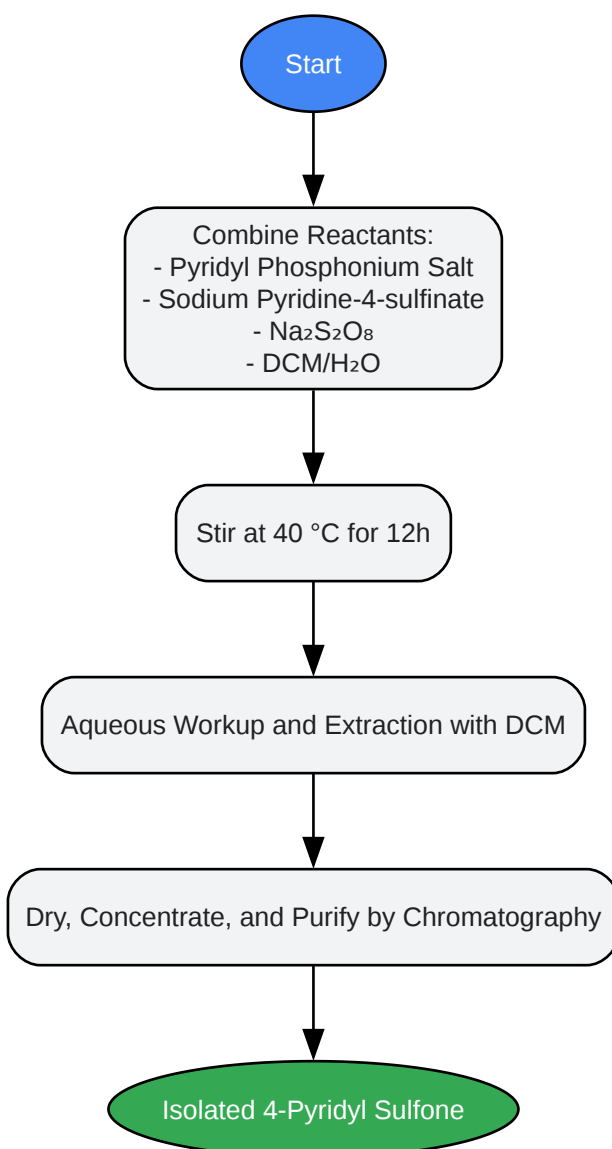 Start
Combine Reactants:
- Pyridyl Phosphonium Salt
- Sodium Pyridine-4-sulfinate
- Na₂S₂O₈
- DCM/H₂O
Stir at 40 °C for 12h
Aqueous Workup and Extraction with DCM
Dry, Concentrate, and Purify by Chromatography
Isolated 4-Pyridyl Sulfone